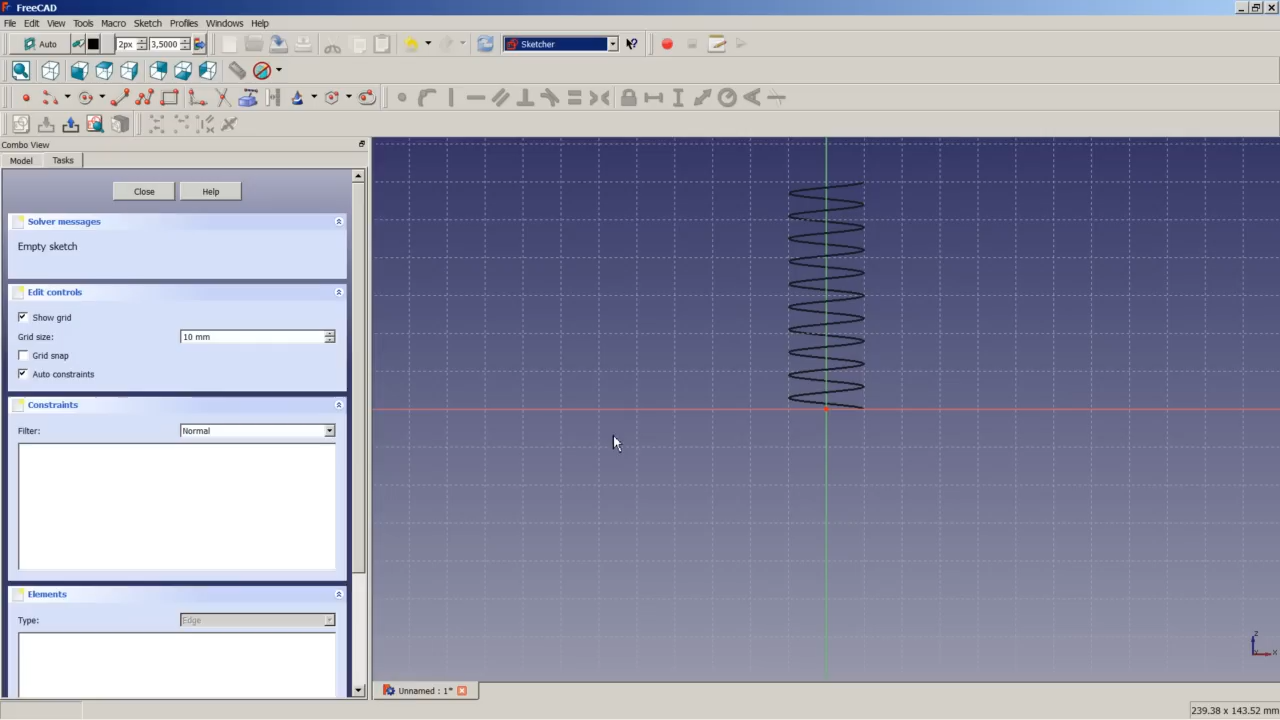 FreeCAD
File Edit View Tools Macro Sketch Profiles Windows Help
Auto 2px 3,5000 Sketcher
Combo View
Model Tasks
Close Help
Solver messages
Empty sketch
Edit controls
Show grid
Grid size: 10 mm
Grid snap
Auto constraints
Constraints
Filter: Normal
Elements
Type: Edge
Unnamed : 1*
239.38 x 143.52 mm